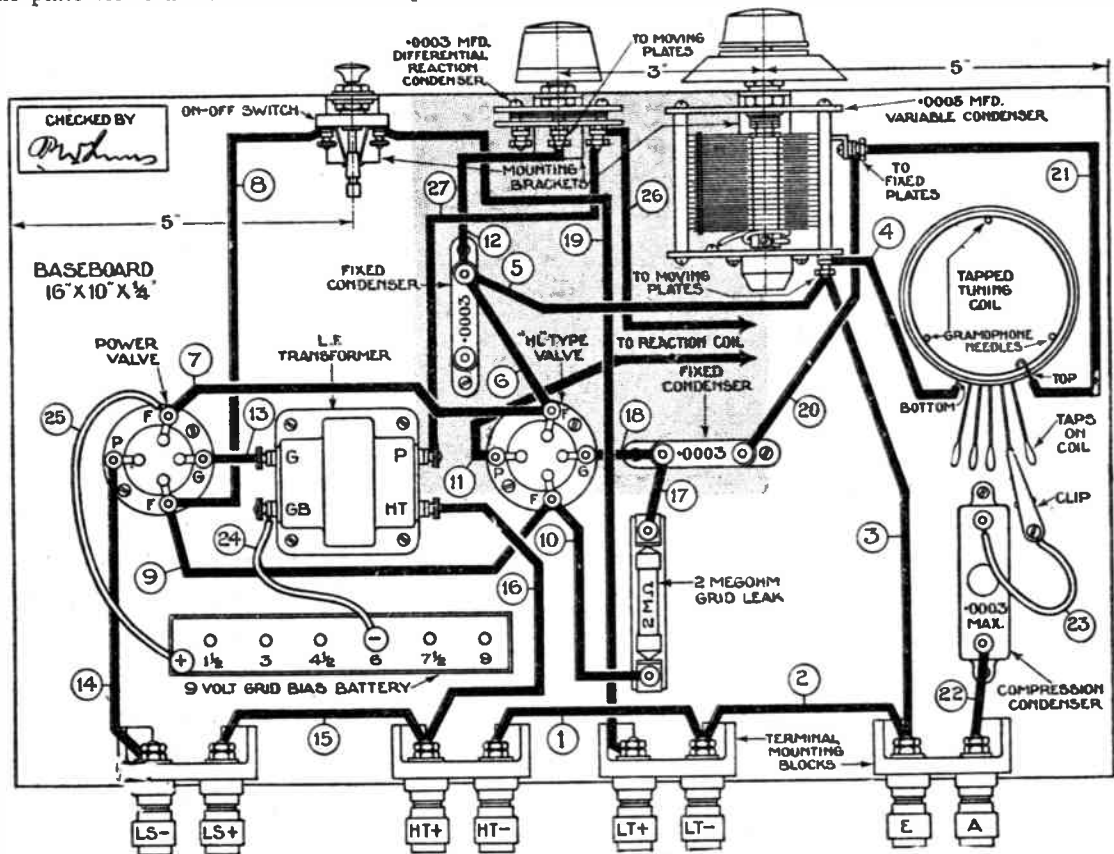 ·0003 MFD.
DIFFERENTIAL
REACTION
CONDENSER
TO MOVING
PLATES
3"
5"
CHECKED BY
ON-OFF SWITCH
·0005 MFD.
VARIABLE CONDENSER
MOUNTING
BRACKETS
TO
FIXED
PLATES
8
27
26
21
5"
12
19
4
BASEBOARD
16" X 10" X ¼"
FIXED
CONDENSER
5
·0003
TO MOVING
PLATES
TAPPED
TUNING
COIL
GRAMOPHONE
NEEDLES
L.F.
TRANSFORMER
"HL" TYPE
VALVE
TO REACTION COIL
POWER
VALVE
7
6
FIXED
CONDENSER
TOP
BOTTOM
25
F
13
F
18
20
P
G
G
P
11
P
G
·0003
TAPS
ON
COIL
F
GB
HT
F
17
CLIP
24
10
3
9
16
2 MΩ
2 MEGOHM
GRID LEAK
·0003
MAX.
23
+
1½
3
4½
−
6
7½
9
9 VOLT GRID BIAS BATTERY
14
22
COMPRESSION
CONDENSER
15
1
2
TERMINAL
MOUNTING
BLOCKS
LS-
LS+
HT+
HT-
LT+
LT-
E
A